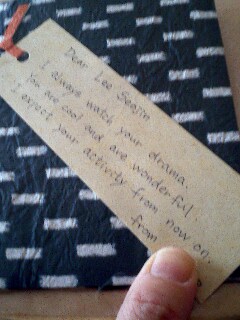 Dear Lee Seojin
I always watch your drama.
You are cool and are wonderful.
I expect your activity from now on.
from